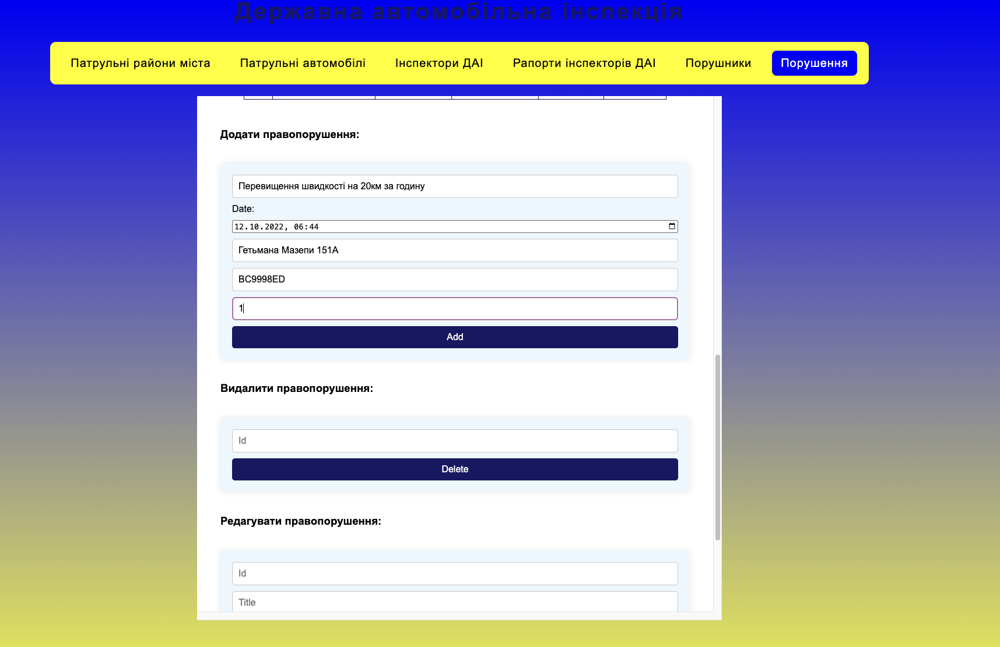 Державна автомобільна інспекція
Патрульні райони міста Патрульні автомобілі Інспектори ДАІ Рапорти інспекторів ДАІ Порушники Порушення
Додати правопорушення:
Перевищення швидкості на 20км за годину
Date:
12.10.2022, 06:44
Гетьмана Мазепи 151А
BC9998ED
1
Add
Видалити правопорушення:
Id
Delete
Редагувати правопорушення:
Id
Title